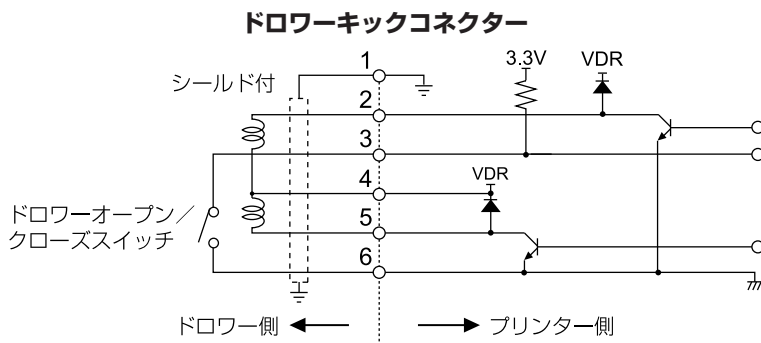 ドロワーキックコネクター
シールド付
1
2
3
4
5
6
3.3V
VDR
VDR
ドロワーオープン／
クローズスイッチ
ドロワー側
プリンター側